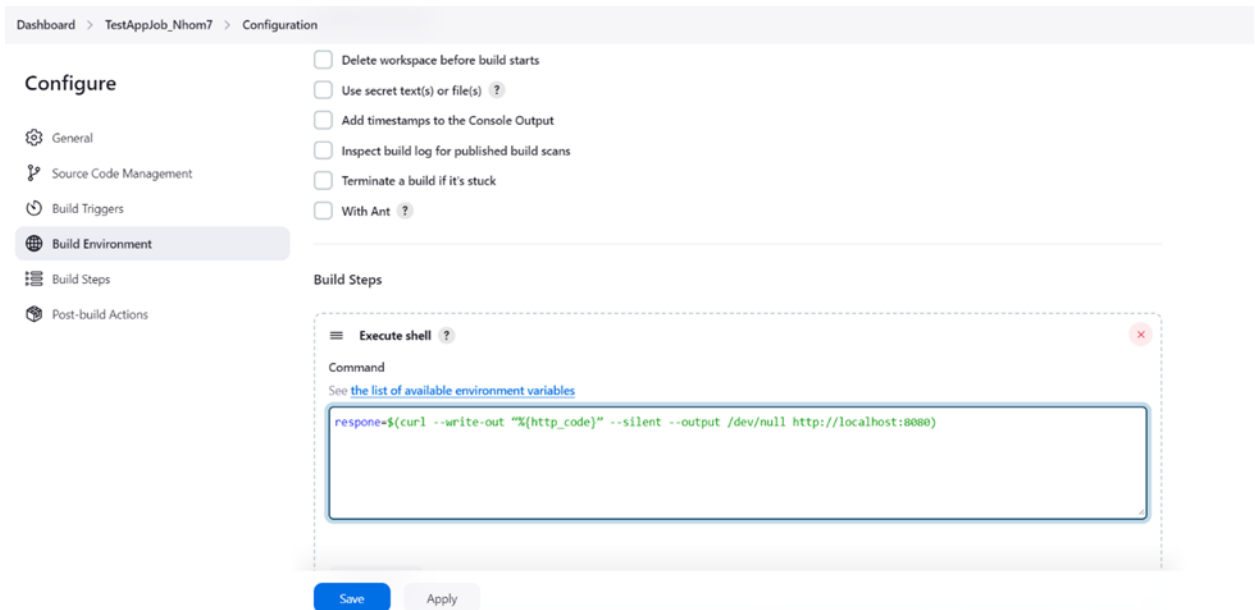 Dashboard > TestAppJob_Nhom7 > Configuration
Configure
General
Source Code Management
Build Triggers
Build Environment
Build Steps
Post-build Actions
Delete workspace before build starts
Use secret text(s) or file(s) ?
Add timestamps to the Console Output
Inspect build log for published build scans
Terminate a build if it's stuck
With Ant ?
Build Steps
Execute shell ?
Command
See the list of available environment variables
respone=$(curl --write-out “%{http_code}” --silent --output /dev/null http://localhost:8080)
Save
Apply